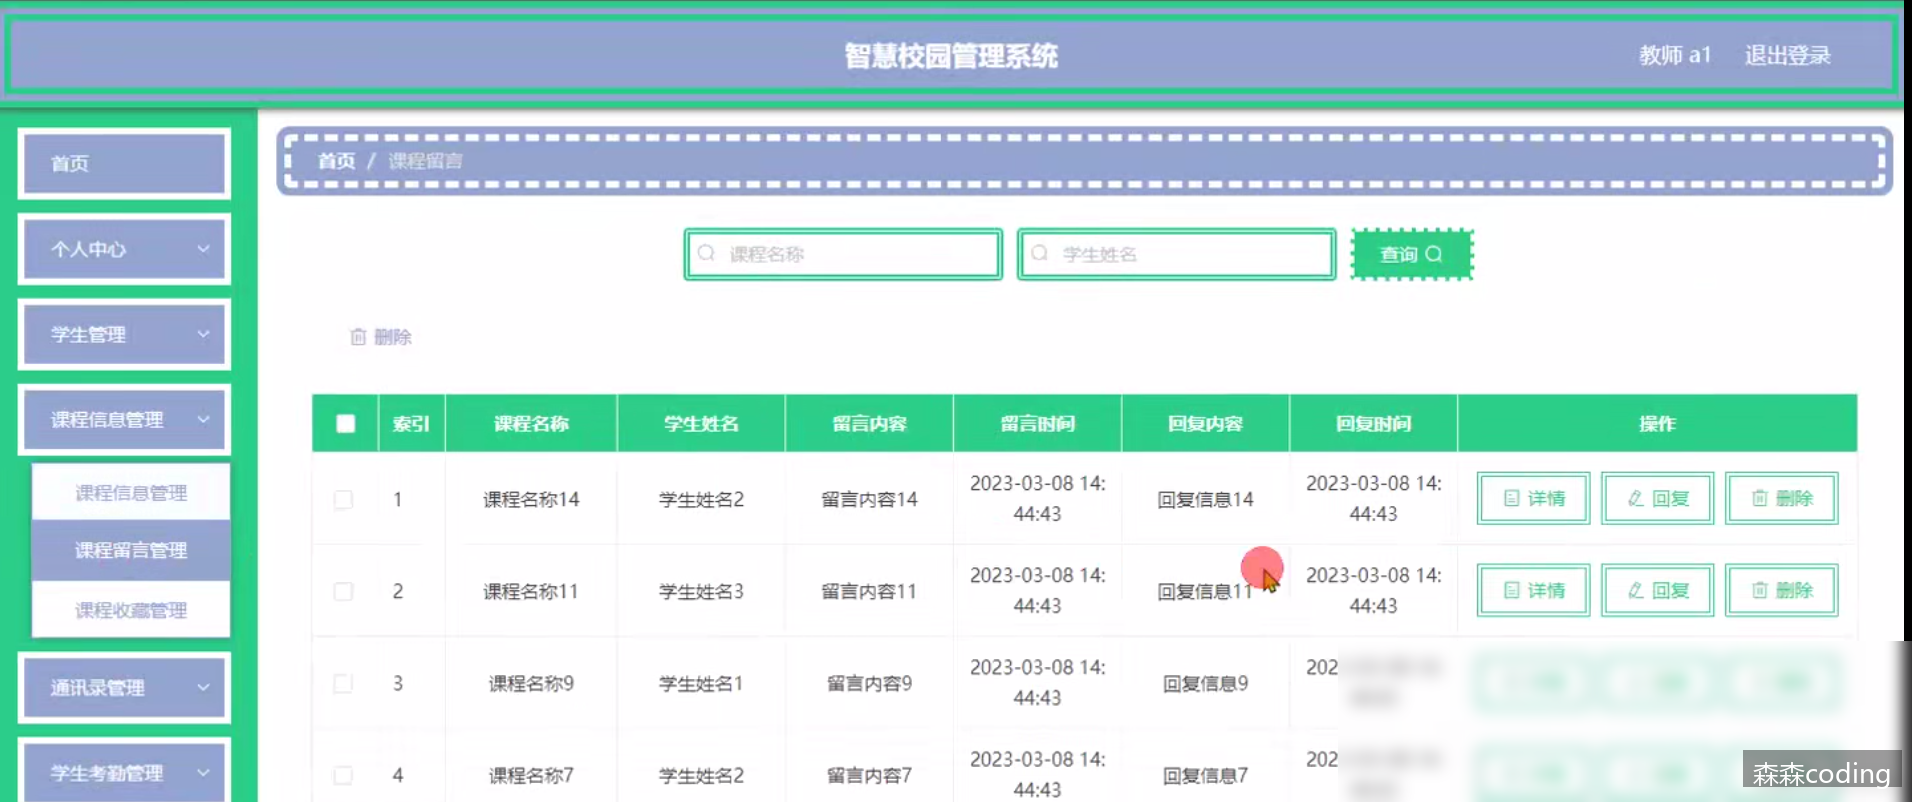 智慧校园管理系统
教师 a1 退出登录
首页
个人中心
学生管理
课程信息管理
课程信息管理
课程留言管理
课程收藏管理
通讯录管理
学生考勤管理
首页 / 课程留言
课程名称 学生姓名 查询
删除
索引 课程名称 学生姓名 留言内容 留言时间 回复内容 回复时间 操作
1 课程名称14 学生姓名2 留言内容14 2023-03-08 14:44:43 回复信息14 2023-03-08 14:44:43 详情 回复 删除
2 课程名称11 学生姓名3 留言内容11 2023-03-08 14:44:43 回复信息11 2023-03-08 14:44:43 详情 回复 删除
3 课程名称9 学生姓名1 留言内容9 2023-03-08 14:44:43 回复信息9 202
4 课程名称7 学生姓名2 留言内容7 2023-03-08 14:44:43 回复信息7 202
森森coding